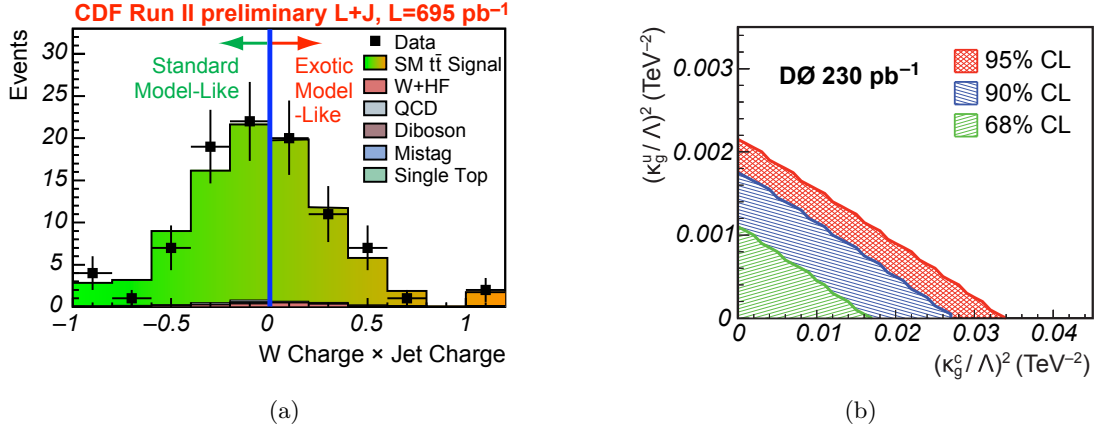 CDF Run II preliminary L+J, L=695 pb⁻¹
Events
30
25
20
15
10
5
0
Standard
Model-Like
Exotic
Model
-Like
Data
SM tt̄ Signal
W+HF
QCD
Diboson
Mistag
Single Top
−1
−0.5
0
0.5
1
W Charge × Jet Charge
(a)
(κᵘg / Λ)² (TeV⁻²)
0.003
0.002
0.001
0
DØ 230 pb⁻¹
95% CL
90% CL
68% CL
0
0.01
0.02
0.03
0.04
(κᶜg / Λ)² (TeV⁻²)
(b)